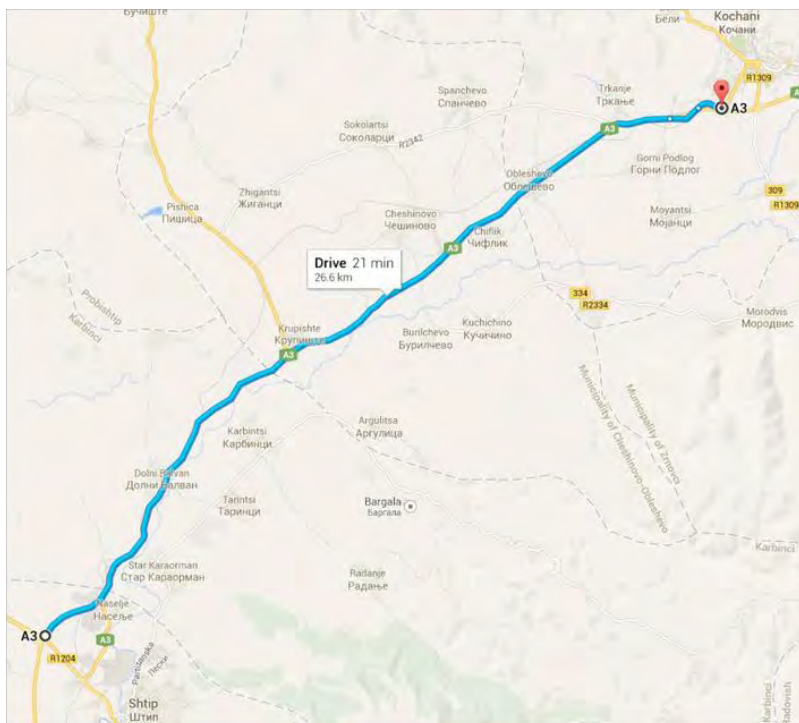 Бучиште
Бели
Kochani
Кочани
R1309
A3
A
Spanchevo
Спанчево
Trkanje
Тркање
Sokolartsi
Соколарци
R2342
A3
Gorni Podlog
Горни Подлог
309
R1309
Obleshevo
Облешево
Zhigantsi
Жиганци
Pishica
Пишица
Cheshinovo
Чешиново
Moyantsi
Мојанци
Chiflik
Чифлик
A3
Drive 21 min
26.6 km
334
R2334
Probishtip
Karbinci
Morodvis
Мородвис
Krupishte
Крупиште
A3
Burilchevo
Бурилчево
Kuchichino
Кучичино
Municipality of Cheshinovo-Obleshevo
Municipality of Zrnovci
Argulitsa
Аргулица
Karbintsi
Карбинци
Dolni Balvan
Долни Балван
Tarintsi
Таринци
Bargala
Баргала
Karbinci
Star Karaorman
Стар Караорман
Radanje
Радање
Naselje
Насеље
A3
A3
R1204
Shtip
Штип
Karbinci
Radovish